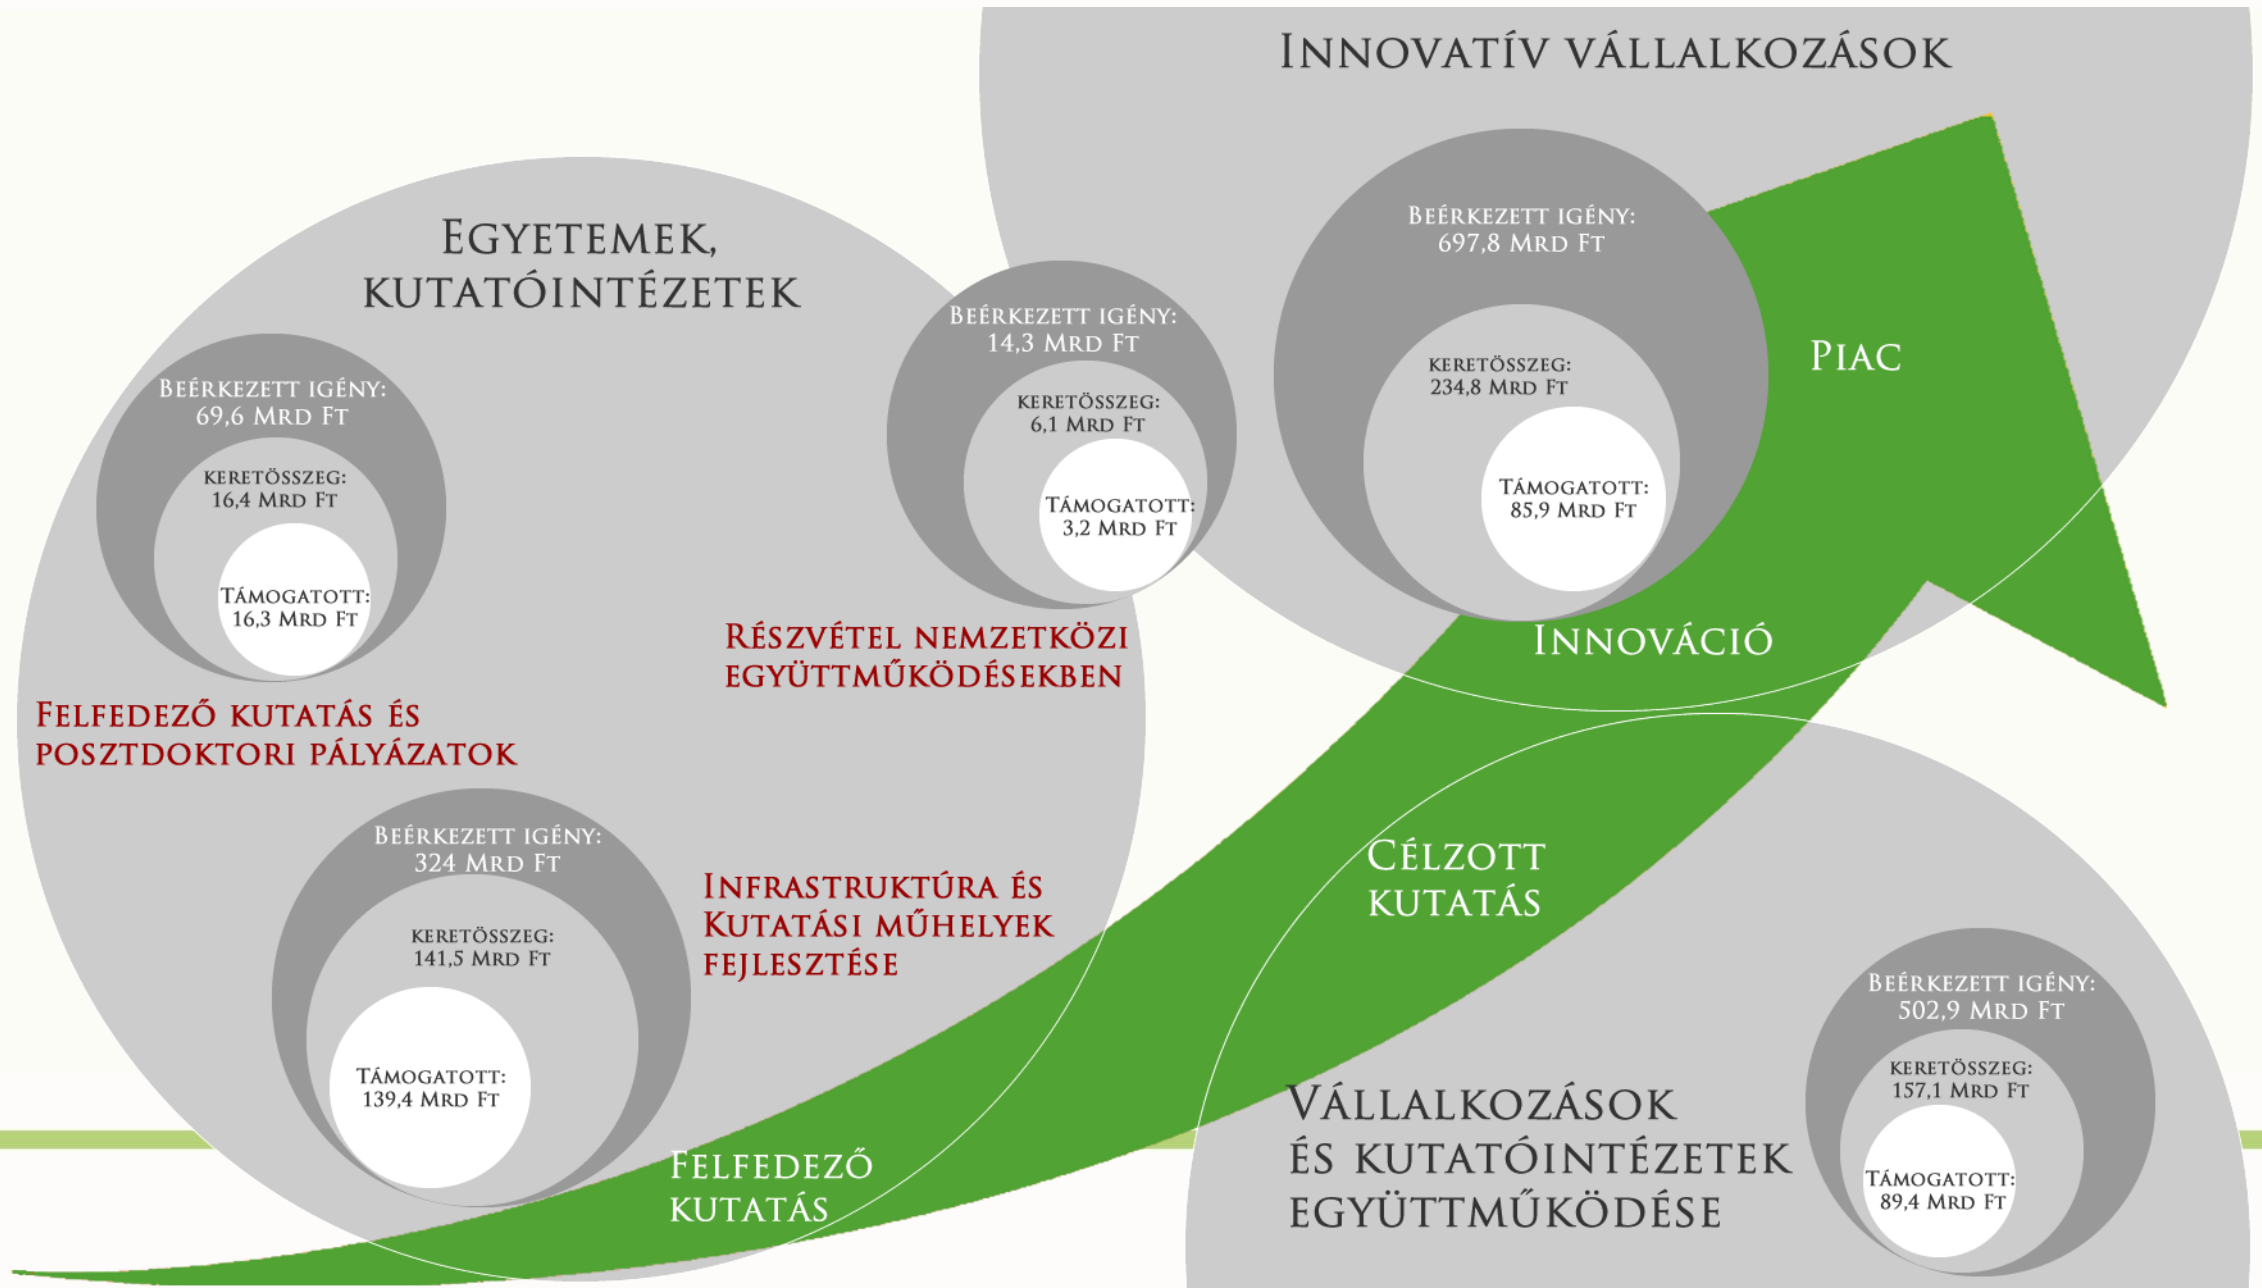 Innovatív vállalkozások
Egyetemek,
kutatóintézetek
Beérkezett igény:
69,6 Mrd Ft
keretösszeg:
16,4 Mrd Ft
Támogatott:
16,3 Mrd Ft
Felfedező kutatás és
posztdoktori pályázatok
Beérkezett igény:
14,3 Mrd Ft
keretösszeg:
6,1 Mrd Ft
Támogatott:
3,2 Mrd Ft
Részvétel nemzetközi
együttműködésekben
Beérkezett igény:
697,8 Mrd Ft
keretösszeg:
234,8 Mrd Ft
Támogatott:
85,9 Mrd Ft
Piac
Innováció
Beérkezett igény:
324 Mrd Ft
keretösszeg:
141,5 Mrd Ft
Támogatott:
139,4 Mrd Ft
Infrastruktúra és
Kutatási műhelyek
fejlesztése
Célzott
kutatás
Felfedező
kutatás
Vállalkozások
és kutatóintézetek
együttműködése
Beérkezett igény:
502,9 Mrd Ft
keretösszeg:
157,1 Mrd Ft
Támogatott:
89,4 Mrd Ft